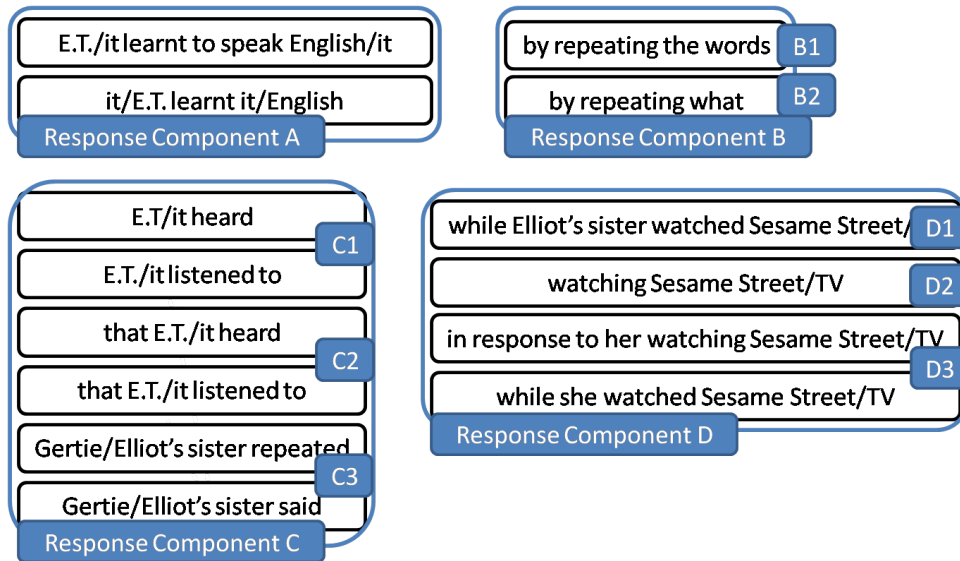 E.T./it learnt to speak English/it
it/E.T. learnt it/English
Response Component A
by repeating the words
B1
by repeating what
B2
Response Component B
E.T/it heard
C1
E.T./it listened to
that E.T./it heard
C2
that E.T./it listened to
Gertie/Elliot's sister repeated
C3
Gertie/Elliot's sister said
Response Component C
while Elliot's sister watched Sesame Street/
D1
watching Sesame Street/TV
D2
in response to her watching Sesame Street/TV
D3
while she watched Sesame Street/TV
Response Component D